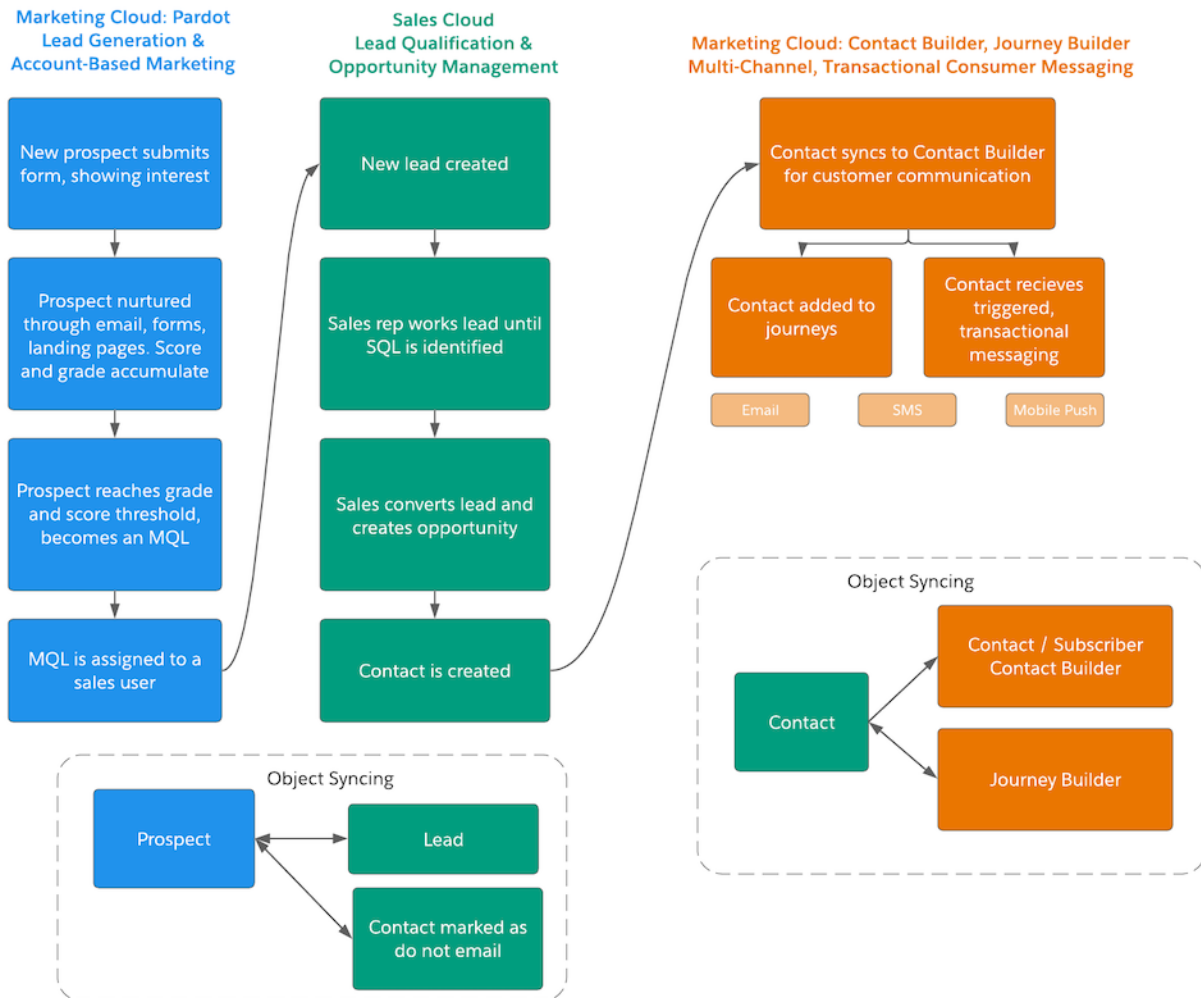 Marketing Cloud: Pardot
Lead Generation &
Account-Based Marketing
New prospect submits
form, showing interest
Prospect nurtured
through email, forms,
landing pages. Score
and grade accumulate
Prospect reaches grade
and score threshold,
becomes an MQL
MQL is assigned to a
sales user
Sales Cloud
Lead Qualification &
Opportunity Management
New lead created
Sales rep works lead until
SQL is identified
Sales converts lead and
creates opportunity
Contact is created
Marketing Cloud: Contact Builder, Journey Builder
Multi-Channel, Transactional Consumer Messaging
Contact syncs to Contact Builder
for customer communication
Contact added to
journeys
Contact recieves
triggered,
transactional
messaging
Email
SMS
Mobile Push
Object Syncing
Prospect
Lead
Contact marked as
do not email
Object Syncing
Contact
Contact / Subscriber
Contact Builder
Journey Builder